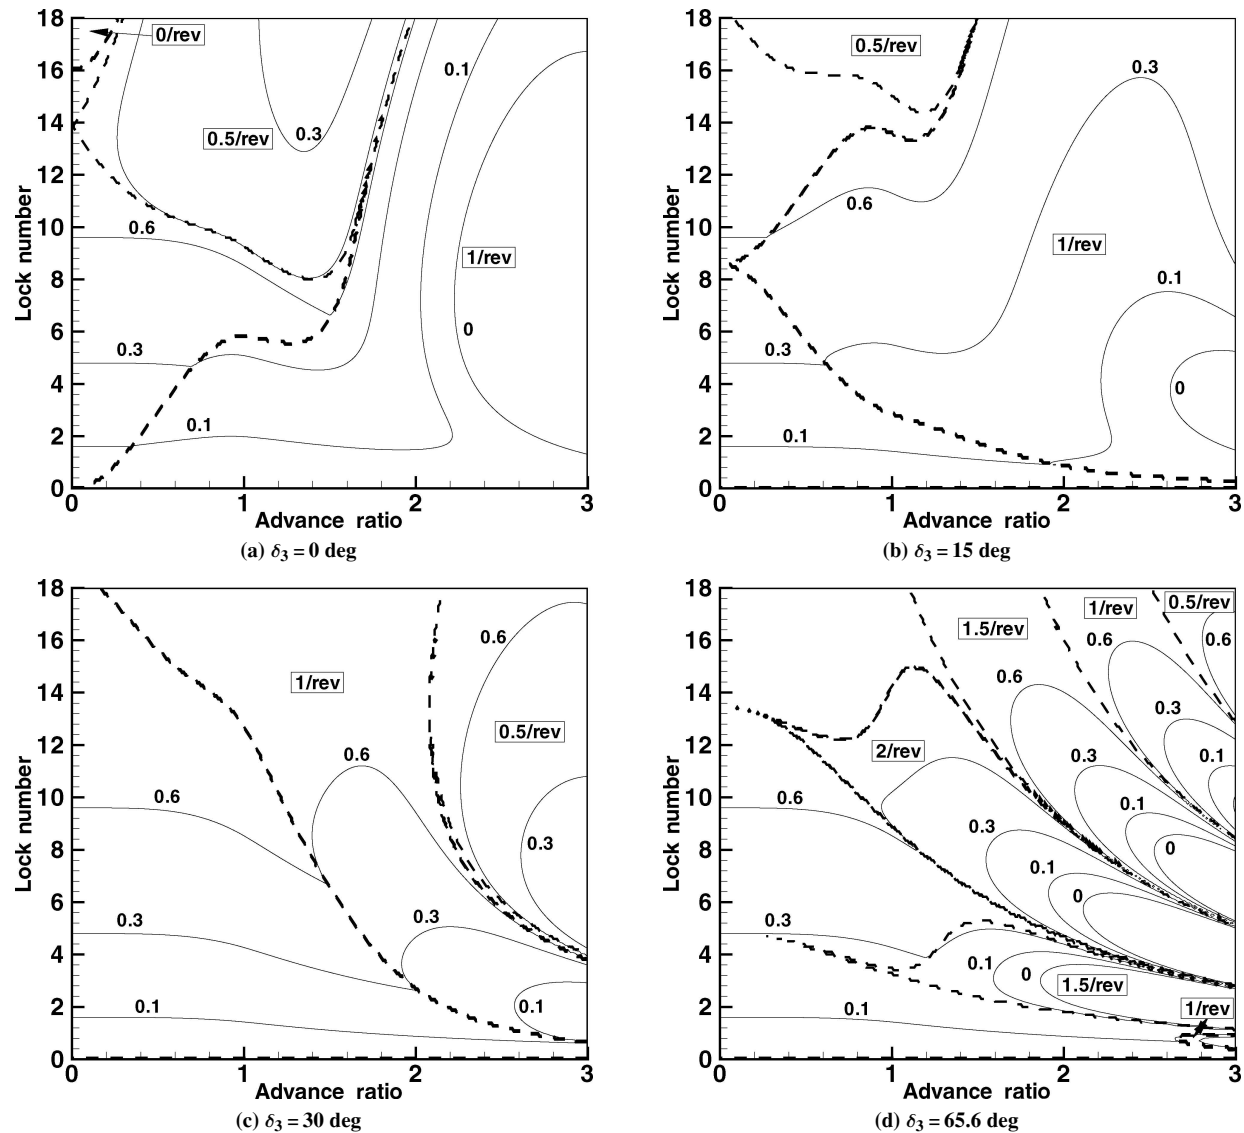 18
16
14
12
10
8
6
4
2
0
Lock number
0/rev
0.5/rev
0.3
0.1
0.6
1/rev
0
0.3
0.1
0 1 2 3
Advance ratio
(a) δ3 = 0 deg
18
16
14
12
10
8
6
4
2
0
Lock number
0.5/rev
0.3
0.6
1/rev
0.1
0.3
0
0.1
0 1 2 3
Advance ratio
(b) δ3 = 15 deg
18
16
14
12
10
8
6
4
2
0
Lock number
0.6
1/rev
0.5/rev
0.6
0.6
0.3
0.3
0.1
0.1
0 1 2 3
Advance ratio
(c) δ3 = 30 deg
18
16
14
12
10
8
6
4
2
0
Lock number
1.5/rev
1/rev
0.5/rev
0.6
0.6
0.6
0.3
2/rev
0.3
0.1
0.6
0.1
0.3
0
0.1
0
0.3
0.1
0
1.5/rev
0.1
1/rev
0 1 2 3
Advance ratio
(d) δ3 = 65.6 deg